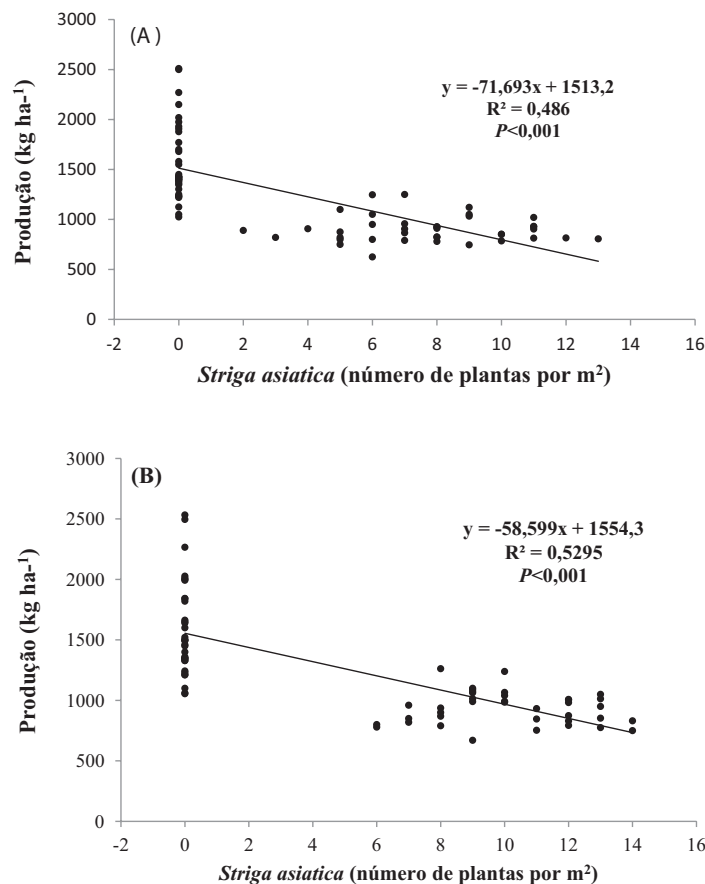 (A)
y = -71,693x + 1513,2
R² = 0,486
P<0,001
Produção (kg ha-¹)
3000
2500
2000
1500
1000
500
0
-2 0 2 4 6 8 10 12 14 16
Striga asiatica (número de plantas por m²)
(B)
y = -58,599x + 1554,3
R² = 0,5295
P<0,001
Produção (kg ha-¹)
3000
2500
2000
1500
1000
500
0
-2 0 2 4 6 8 10 12 14 16
Striga asiatica (número de plantas por m²)